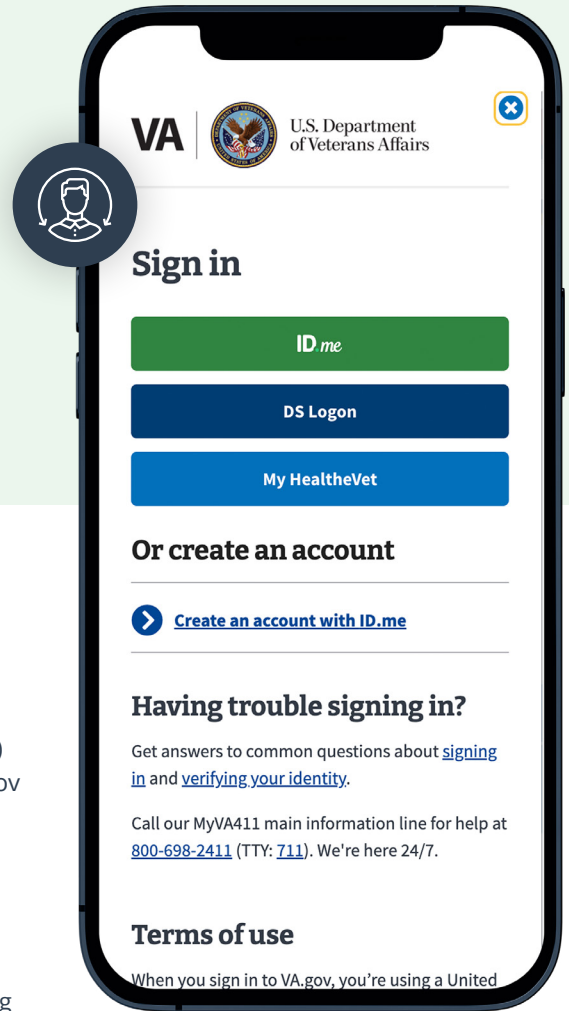 VA
U.S. Department
of Veterans Affairs
Sign in
ID.me
DS Logon
My HealtheVet
Or create an account
Create an account with ID.me
Having trouble signing in?
Get answers to common questions about signing
in and verifying your identity.
Call our MyVA411 main information line for help at
800-698-2411 (TTY: 711). We're here 24/7.
Terms of use
When you sign in to VA.gov, you're using a United